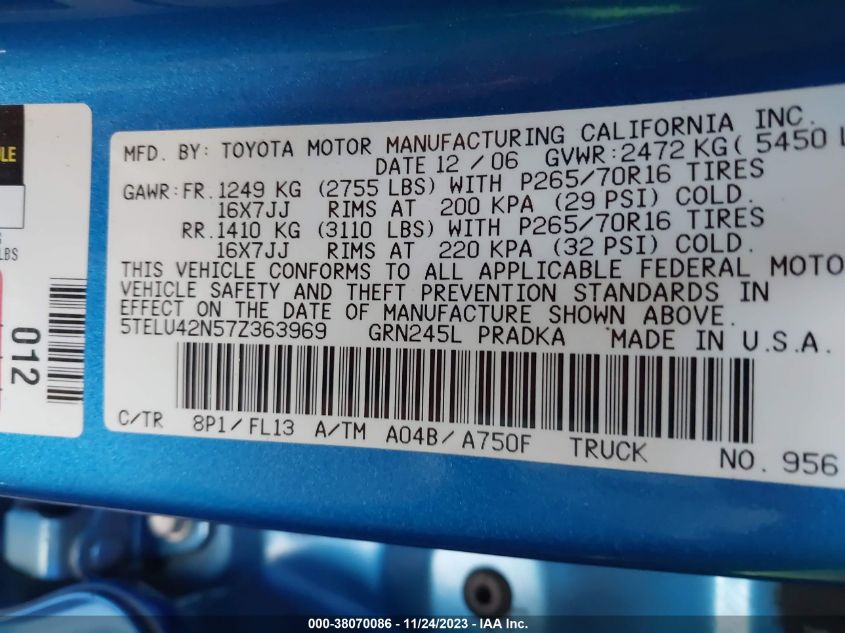 MFD. BY: TOYOTA MOTOR MANUFACTURING CALIFORNIA INC.
DATE 12 / 06 GVWR: 2472 KG ( 5450 L
GAWR: FR. 1249 KG (2755 LBS) WITH P265/70R16 TIRES
16X7JJ RIMS AT 200 KPA (29 PSI) COLD.
RR. 1410 KG (3110 LBS) WITH P265/70R16 TIRES
16X7JJ RIMS AT 220 KPA (32 PSI) COLD.
THIS VEHICLE CONFORMS TO ALL APPLICABLE FEDERAL MOTO
VEHICLE SAFETY AND THEFT PREVENTION STANDARDS IN
EFFECT ON THE DATE OF MANUFACTURE SHOWN ABOVE.
5TELU42N57Z363969 GRN245L PRADKA MADE IN U.S.A.
C/TR 8P1 / FL13 A/TM A04B / A750F TRUCK NO. 956
LBS
012
000-38070086 - 11/24/2023 - IAA Inc.